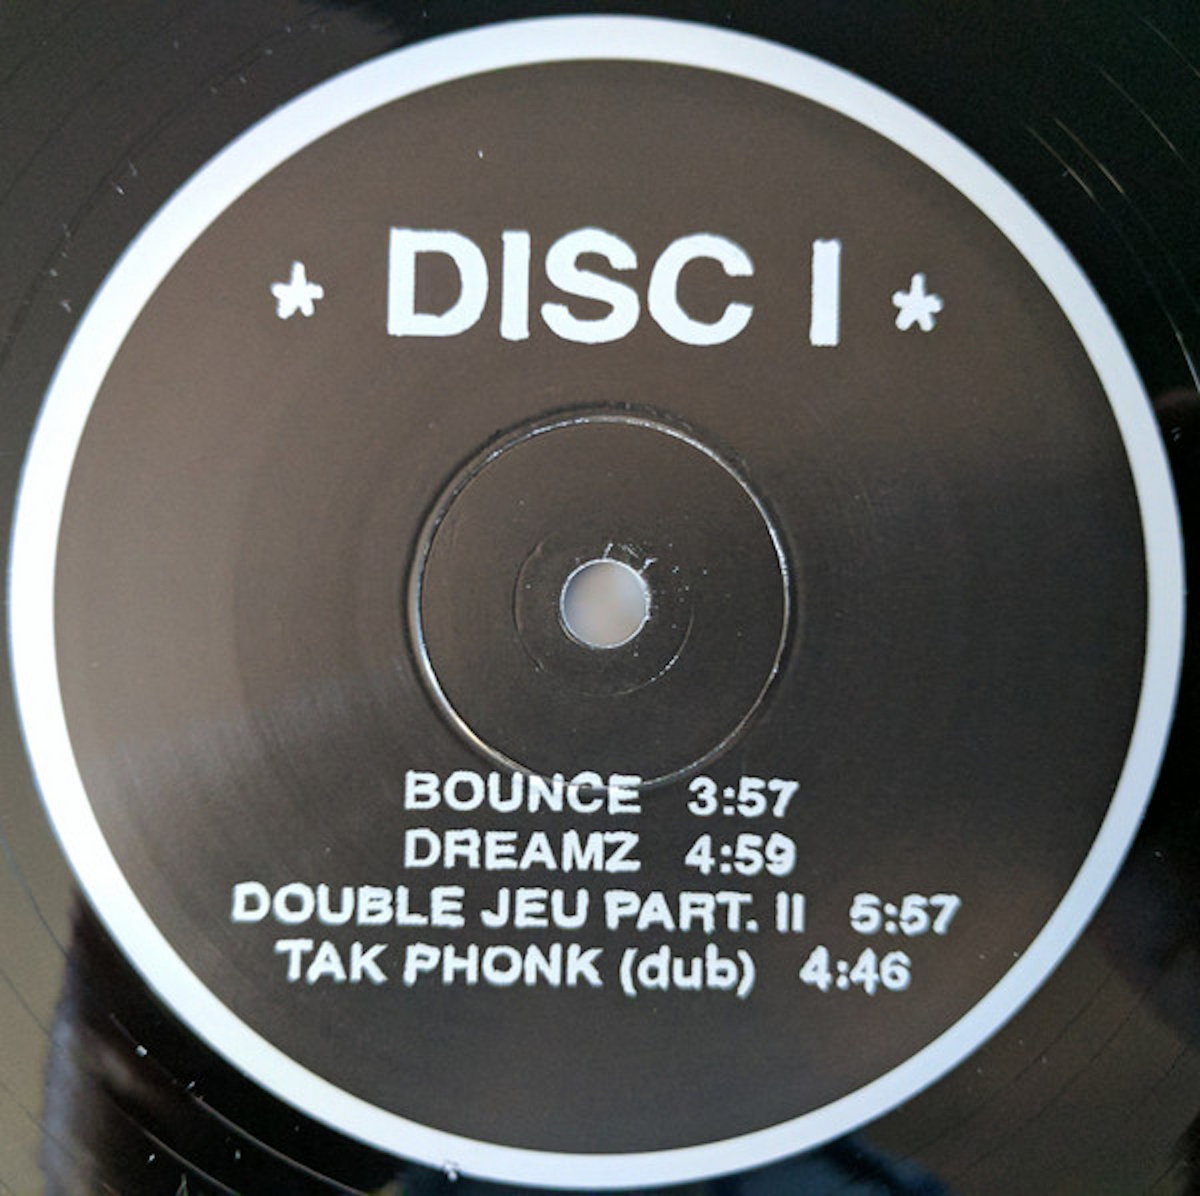 * DISC I *
BOUNCE 3:57
DREAMZ 4:59
DOUBLE JEU PART. II 5:57
TAK PHONK (dub) 4:46